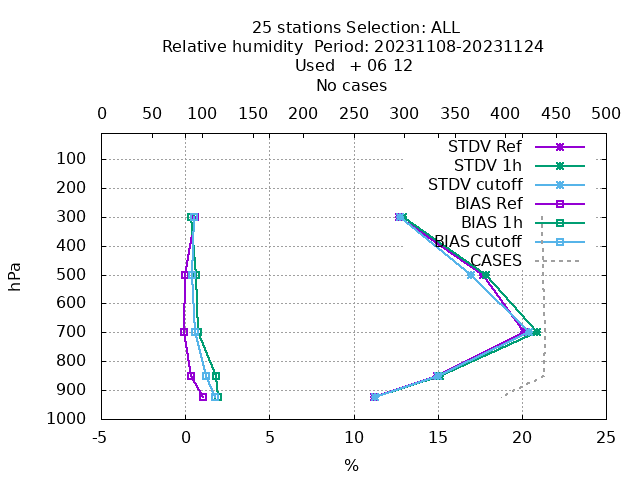 25 stations Selection: ALL
Relative humidity  Period: 20231108-20231124
Used   + 06 12
No cases
0 50 100 150 200 250 300 350 400 450 500
STDV Ref
STDV 1h
STDV cutoff
BIAS Ref
BIAS 1h
BIAS cutoff
CASES
100
200
300
400
500
600
700
800
900
1000
hPa
-5 0 5 10 15 20 25
%